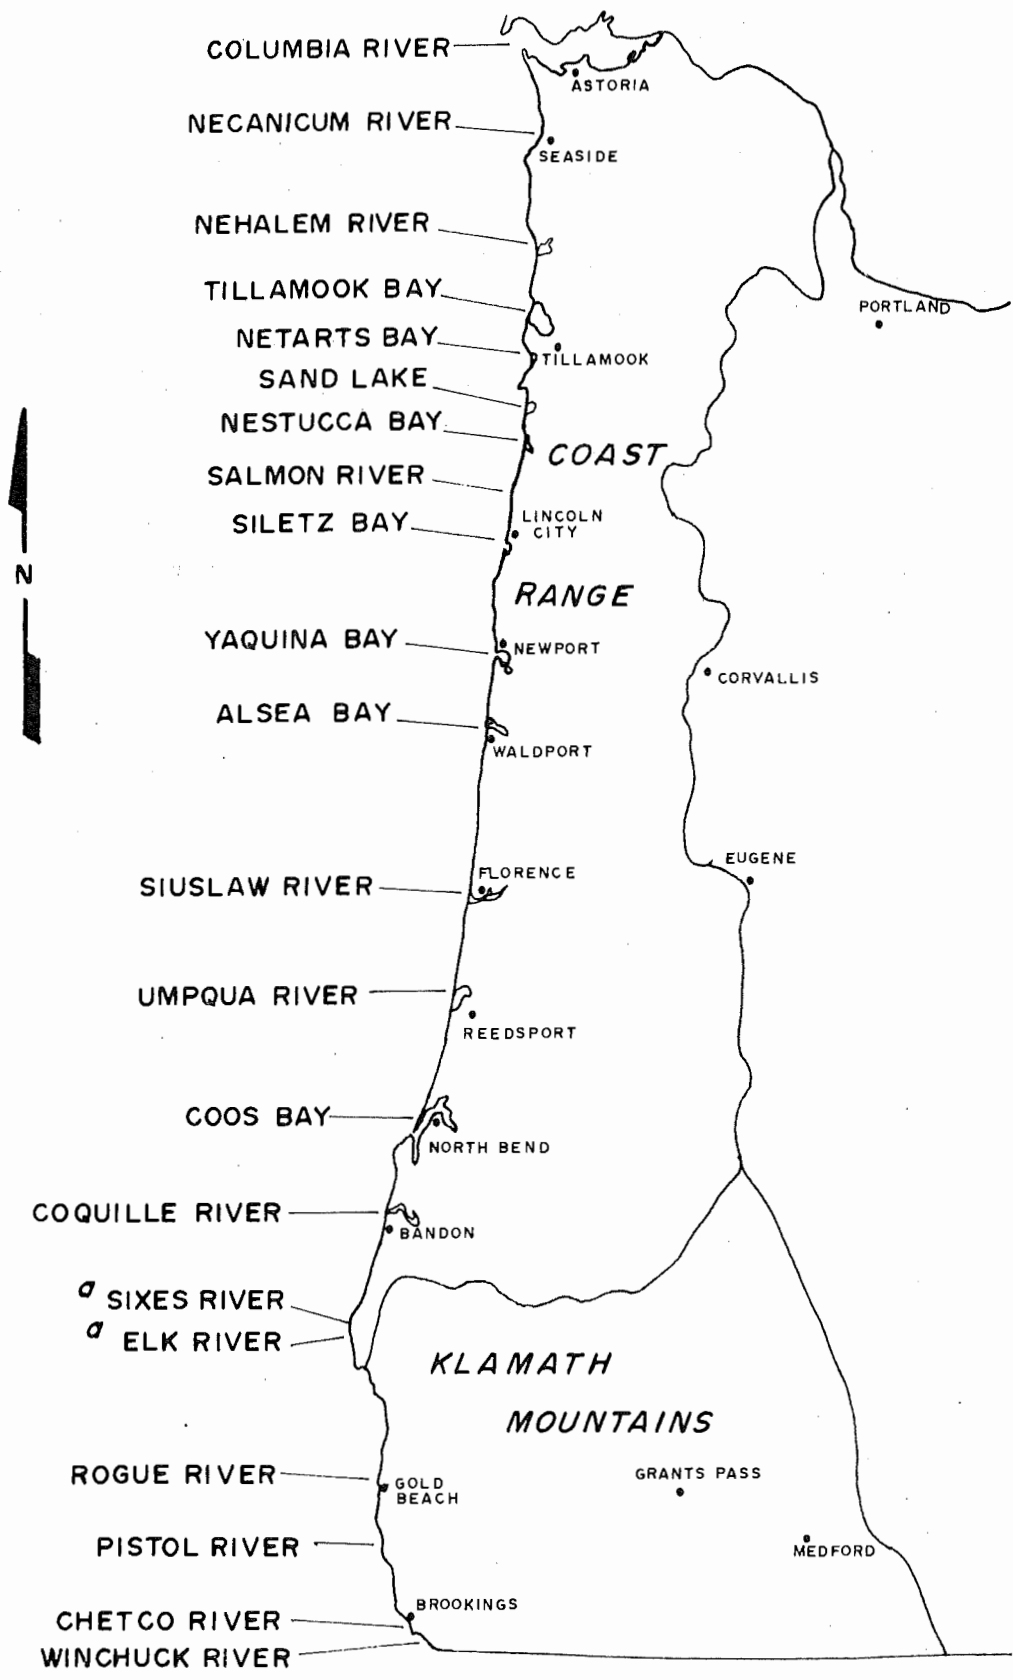 COLUMBIA RIVER
ASTORIA
NECANICUM RIVER
SEASIDE
NEHALEM RIVER
TILLAMOOK BAY
PORTLAND
NETARTS BAY
TILLAMOOK
SAND LAKE
NESTUCCA BAY
COAST
SALMON RIVER
SILETZ BAY
LINCOLN
CITY
N
RANGE
YAQUINA BAY
NEWPORT
CORVALLIS
ALSEA BAY
WALDPORT
EUGENE
FLORENCE
SIUSLAW RIVER
UMPQUA RIVER
REEDSPORT
COOS BAY
NORTH BEND
COQUILLE RIVER
BANDON
a SIXES RIVER
a ELK RIVER
KLAMATH
MOUNTAINS
ROGUE RIVER
GOLD
BEACH
GRANTS PASS
PISTOL RIVER
MEDFORD
BROOKINGS
CHETCO RIVER
WINCHUCK RIVER